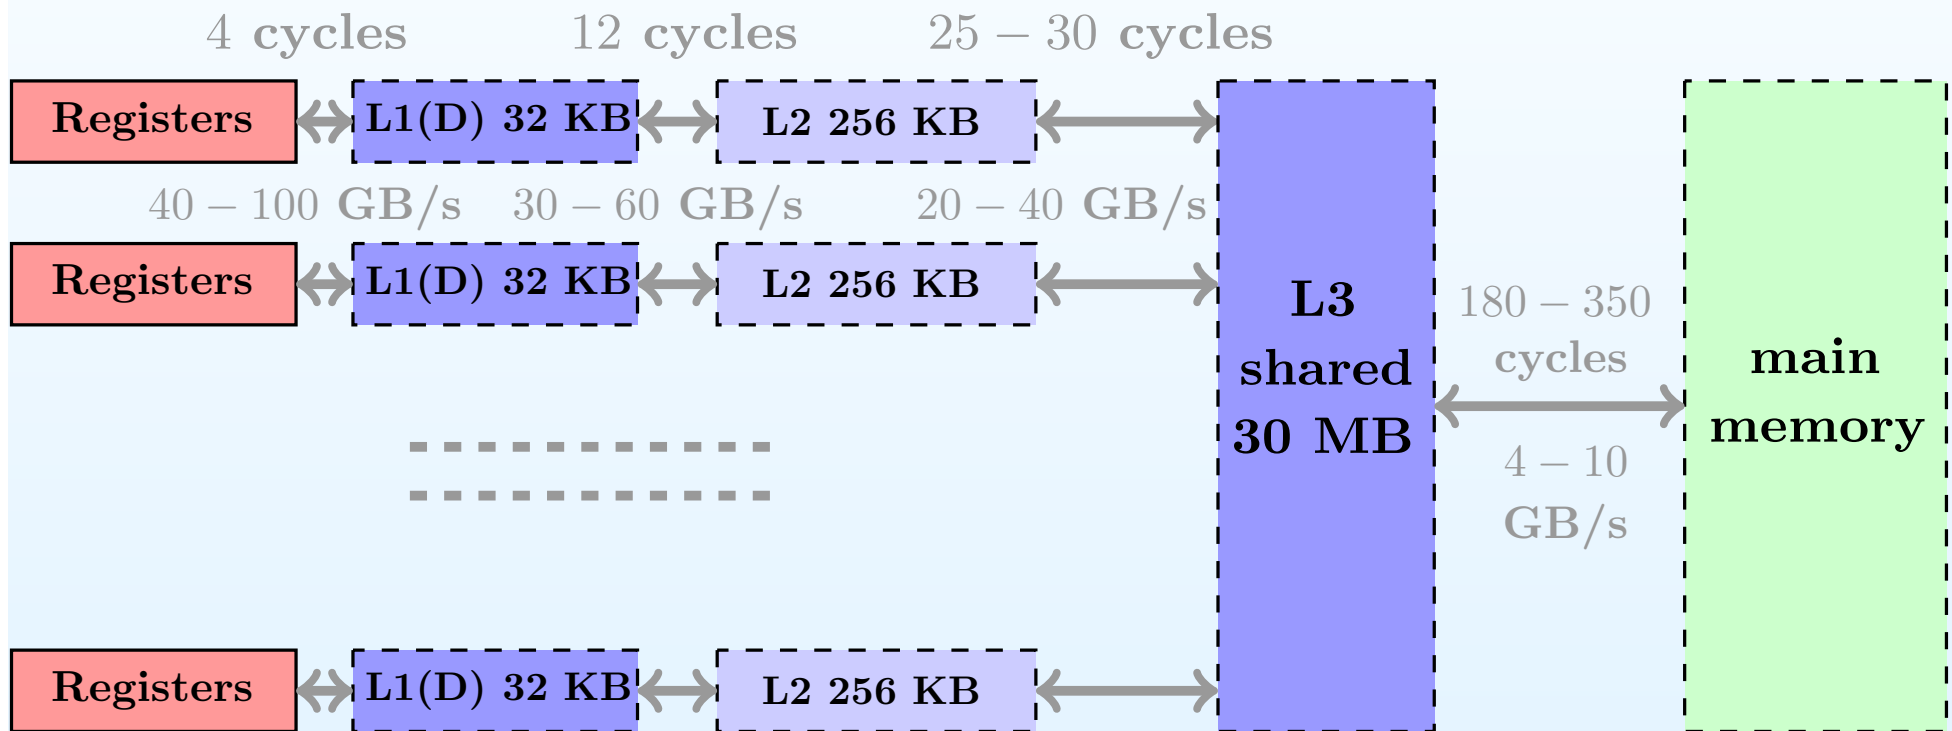 4 cycles 12 cycles 25 – 30 cycles
Registers L1(D) 32 KB L2 256 KB
40 – 100 GB/s 30 – 60 GB/s 20 – 40 GB/s
Registers L1(D) 32 KB L2 256 KB
L3
shared
30 MB
180 – 350
cycles
4 – 10
GB/s
main
memory
Registers L1(D) 32 KB L2 256 KB